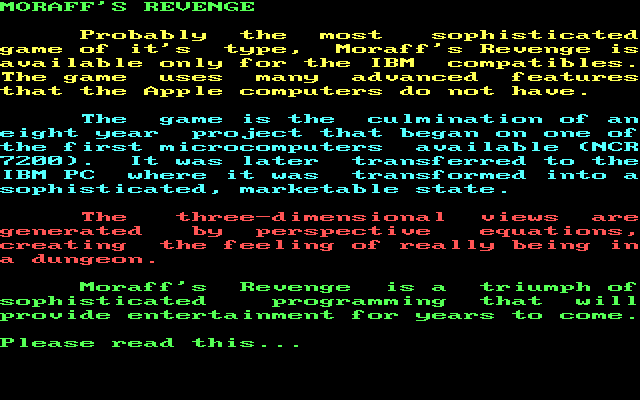 MORAFF'S REVENGE
Probably the most sophisticated
game of it's type, Moraff's Revenge is
available only for the IBM compatibles.
The game uses many advanced features
that the Apple computers do not have.
The game is the culmination of an
eight year project that began on one of
the first microcomputers available (NCR
7200). It was later transferred to the
IBM PC where it was transformed into a
sophisticated, marketable state.
The three-dimensional views are
generated by perspective equations,
creating the feeling of really being in
a dungeon.
Moraff's Revenge is a triumph of
sophisticated programming that will
provide entertainment for years to come.
Please read this...